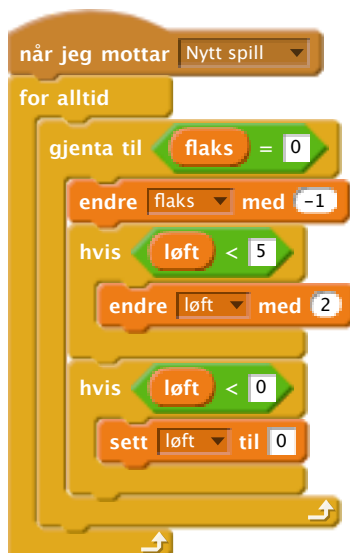 når jeg mottar Nytt spill
for alltid
gjenta til flaks = 0
endre flaks med -1
hvis løft < 5
endre løft med 2
hvis løft < 0
sett løft til 0